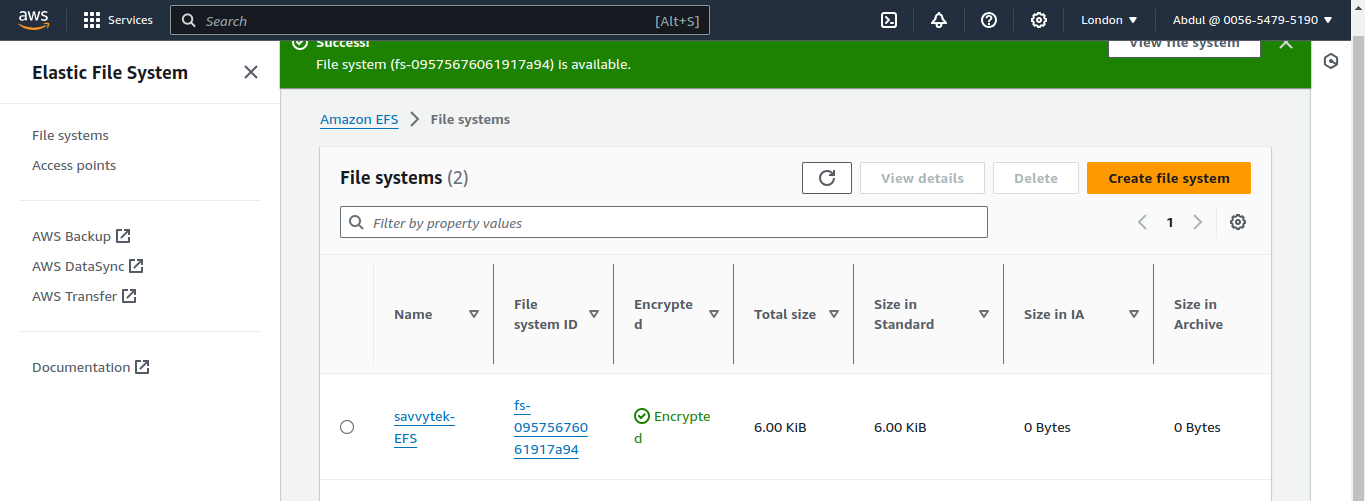 aws
Services
Search
[Alt+S]
London
Abdul @ 0056-5479-5190
Elastic File System
File systems
Access points
AWS Backup
AWS DataSync
AWS Transfer
Documentation
Success!
File system (fs-09575676061917a94) is available.
View file system
Amazon EFS
File systems
File systems (2)
View details
Delete
Create file system
Filter by property values
1
Name
File
system ID
Encrypte
d
Total size
Size in
Standard
Size in IA
Size in
Archive
savvytek-
EFS
fs-
095756760
61917a94
Encrypte
d
6.00 KiB
6.00 KiB
0 Bytes
0 Bytes